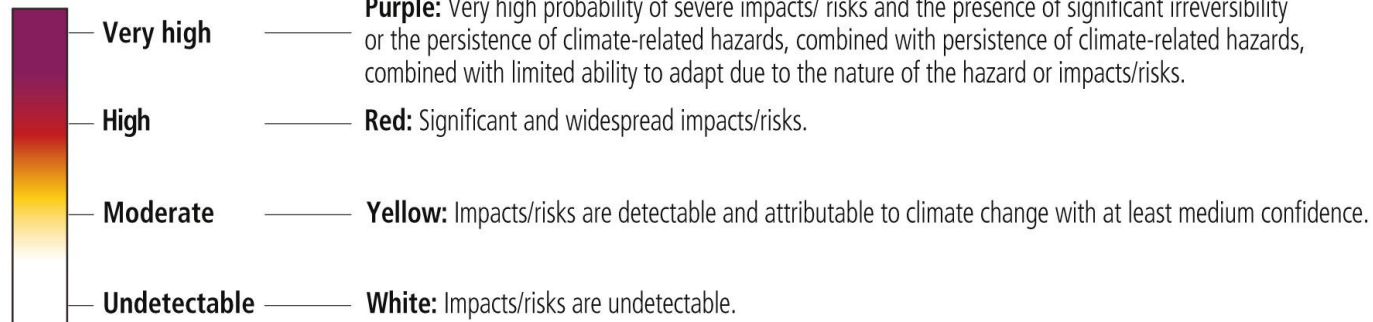 Very high
Purple: Very high probability of severe impacts/ risks and the presence of significant irreversibility
or the persistence of climate-related hazards, combined with persistence of climate-related hazards,
combined with limited ability to adapt due to the nature of the hazard or impacts/risks.
High
Red: Significant and widespread impacts/risks.
Moderate
Yellow: Impacts/risks are detectable and attributable to climate change with at least medium confidence.
Undetectable
White: Impacts/risks are undetectable.